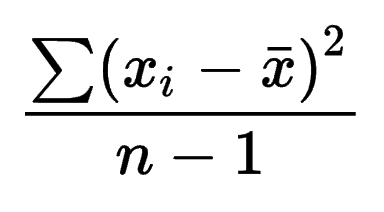 ∑(xᵢ − x̄)²
n − 1